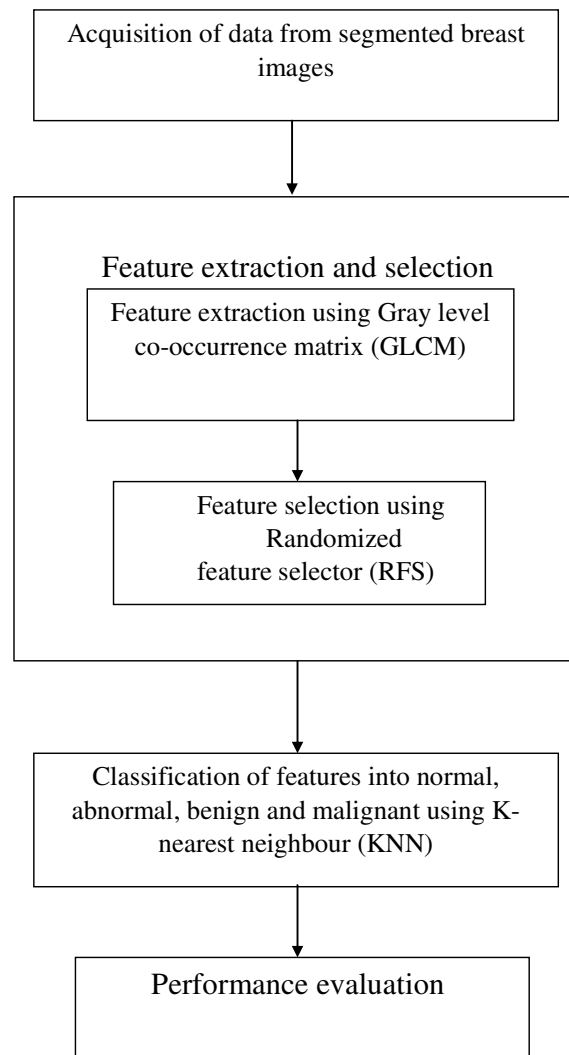 Acquisition of data from segmented breast
images
Feature extraction and selection
Feature extraction using Gray level
co-occurrence matrix (GLCM)
Feature selection using
Randomized
feature selector (RFS)
Classification of features into normal,
abnormal, benign and malignant using K-
nearest neighbour (KNN)
Performance evaluation